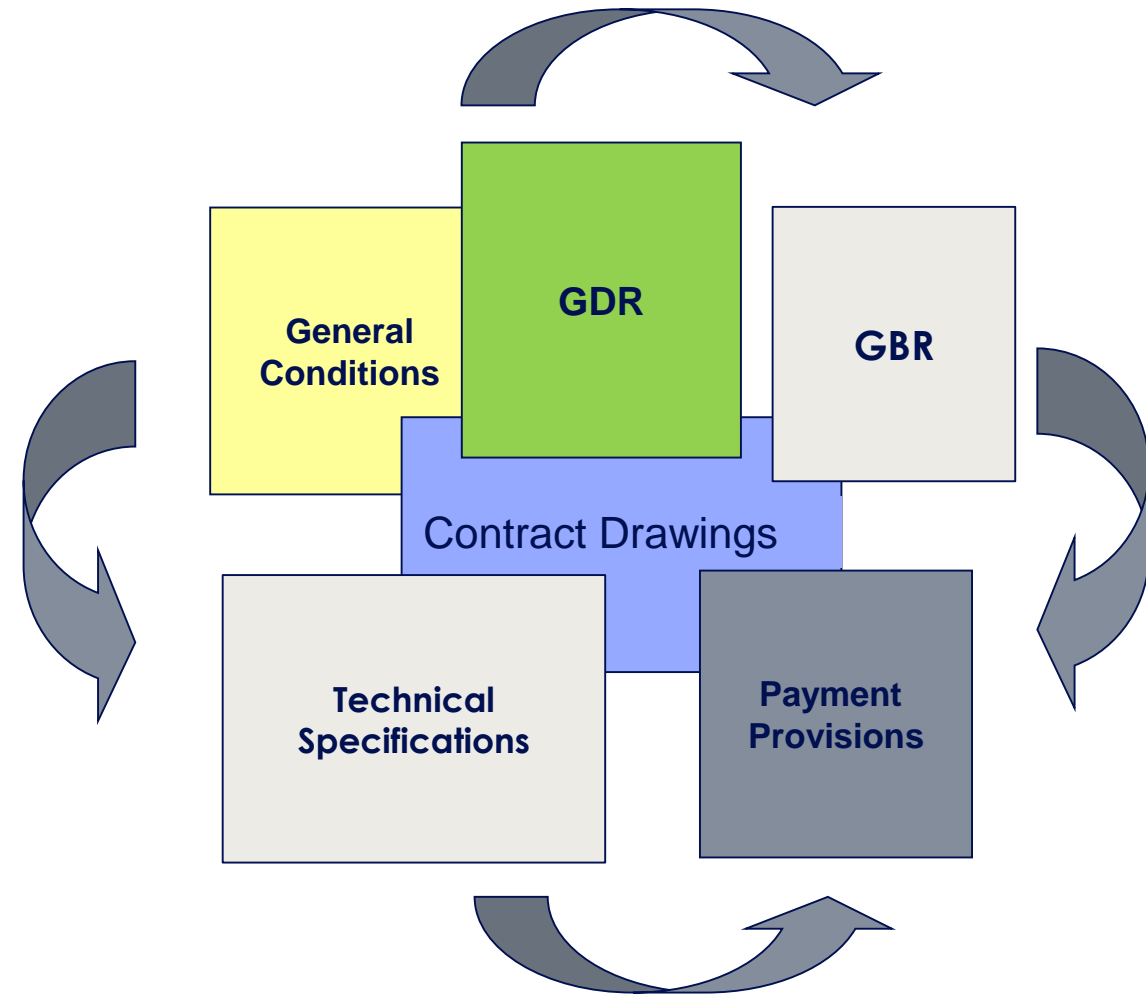 General
Conditions
GDR
GBR
Contract Drawings
Technical
Specifications
Payment
Provisions